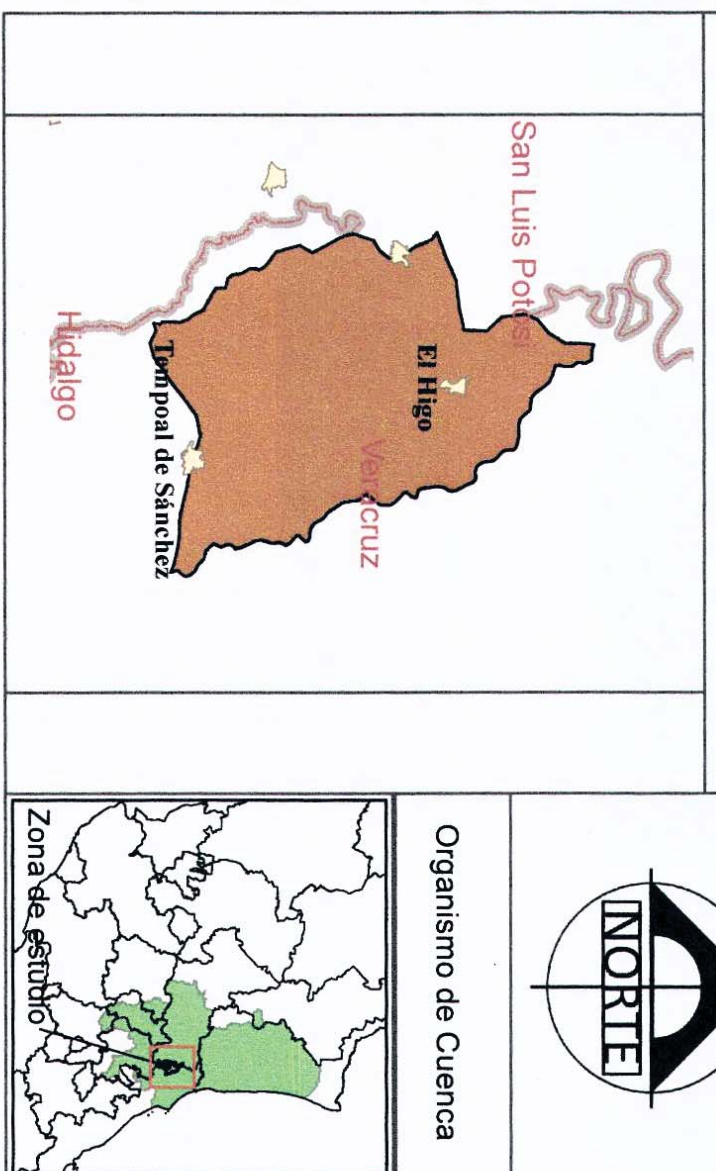 San Luis Potosí
El Higo
Veracruz
Tempoal de Sánchez
Hidalgo
NORTE
Organismo de Cuenca
Zona de estudio